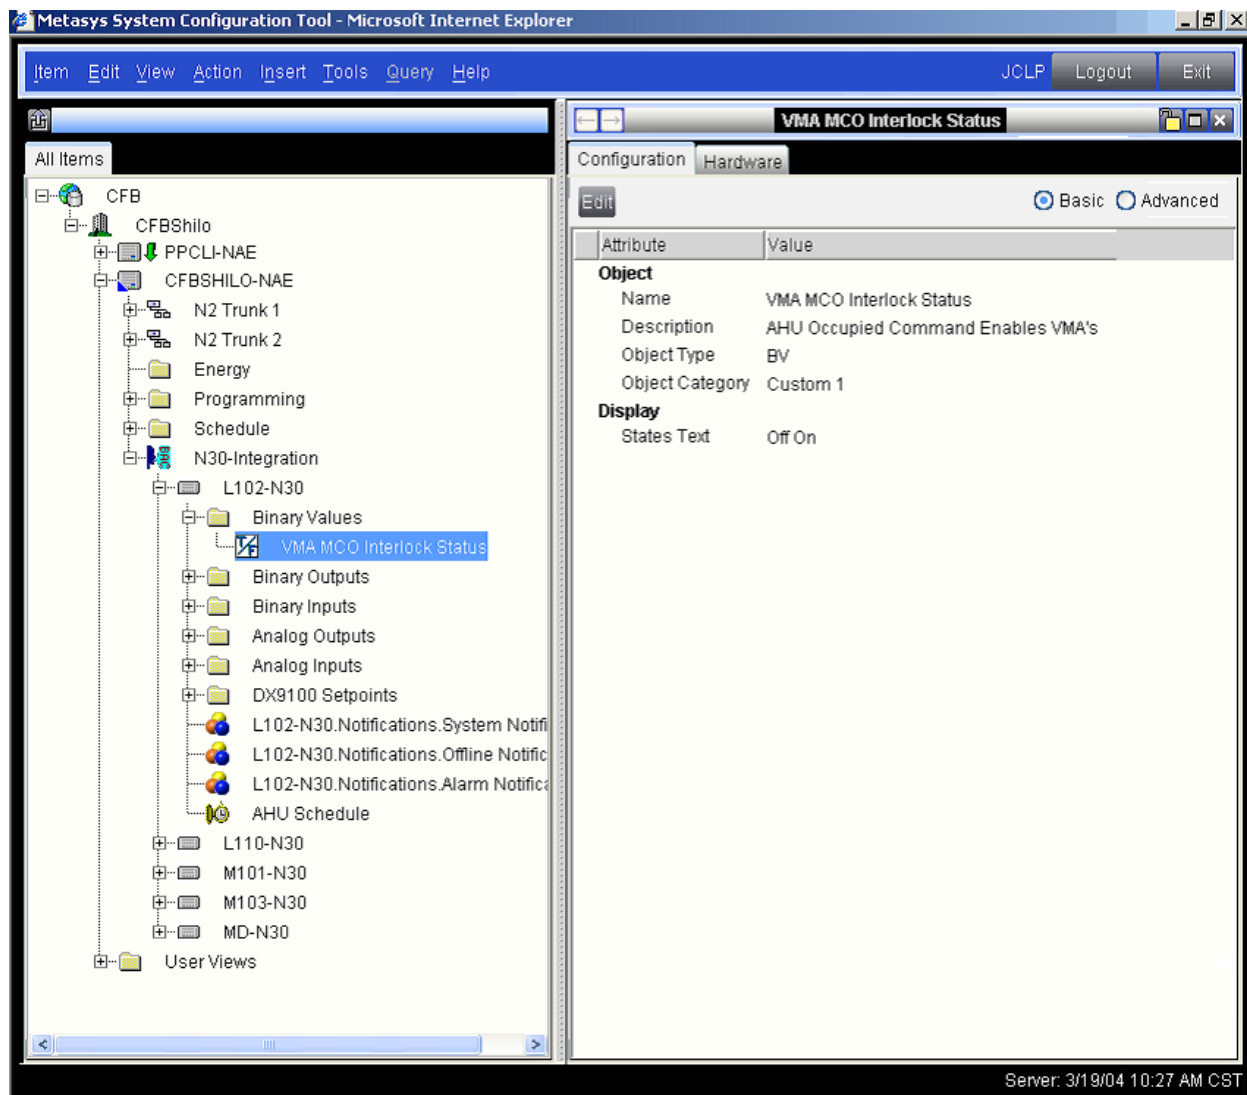 Metasys System Configuration Tool - Microsoft Internet Explorer
Item Edit View Action Insert Tools Query Help JCLP Logout Exit
VMA MCO Interlock Status
All Items
Configuration Hardware
Edit Basic Advanced
Attribute Value
Object
Name VMA MCO Interlock Status
Description AHU Occupied Command Enables VMA's
Object Type BV
Object Category Custom 1
Display
States Text Off On
CFB
CFBShilo
PPCLI-NAE
CFBSHILO-NAE
N2 Trunk 1
N2 Trunk 2
Energy
Programming
Schedule
N30-Integration
L102-N30
Binary Values
VMA MCO Interlock Status
Binary Outputs
Binary Inputs
Analog Outputs
Analog Inputs
DX9100 Setpoints
L102-N30.Notifications.System Notifi
L102-N30.Notifications.Offline Notific
L102-N30.Notifications.Alarm Notifica
AHU Schedule
L110-N30
M101-N30
M103-N30
MD-N30
User Views
Server: 3/19/04 10:27 AM CST